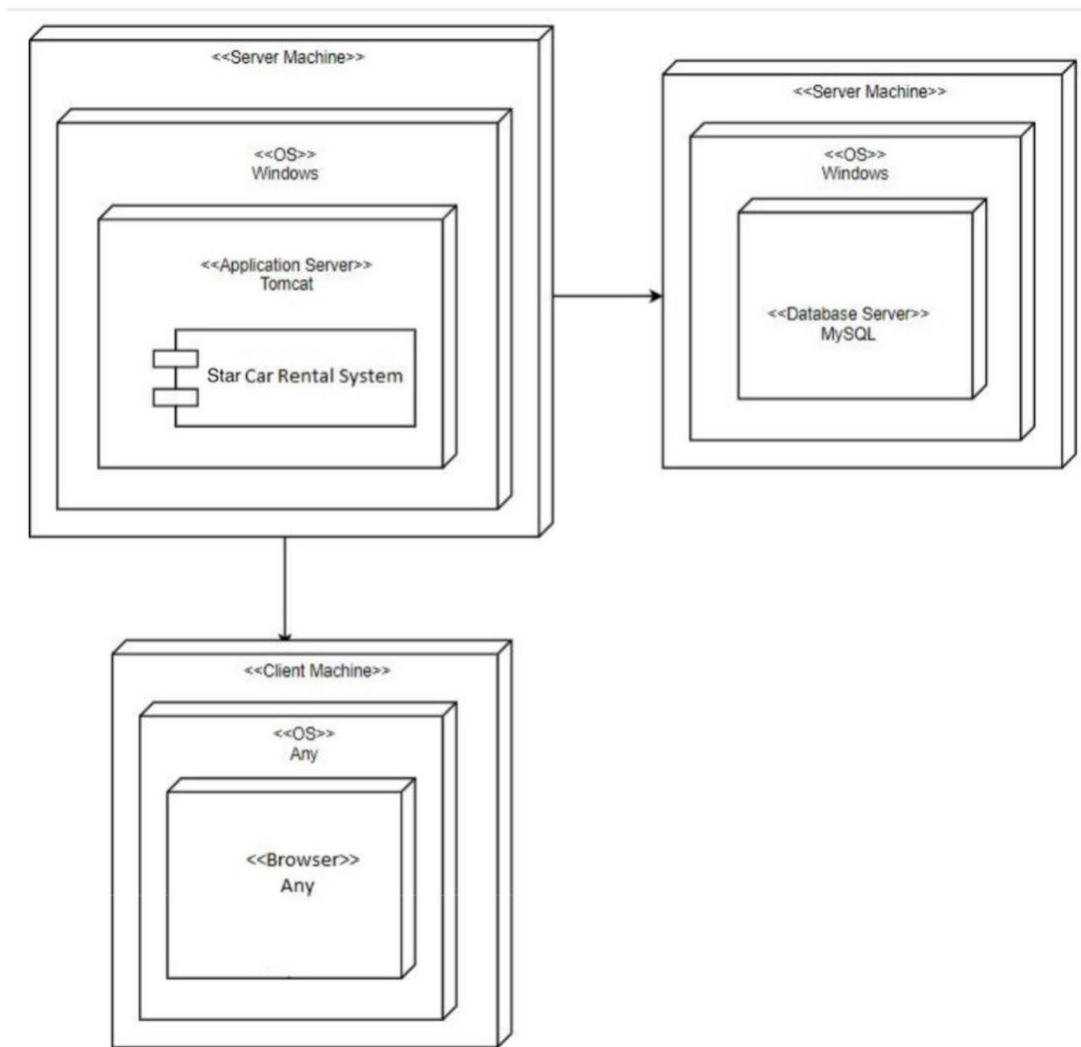 <<Server Machine>>
<<OS>>
Windows
<<Application Server>>
Tomcat
Star Car Rental System
<<Server Machine>>
<<OS>>
Windows
<<Database Server>>
MySQL
<<Client Machine>>
<<OS>>
Any
<<Browser>>
Any